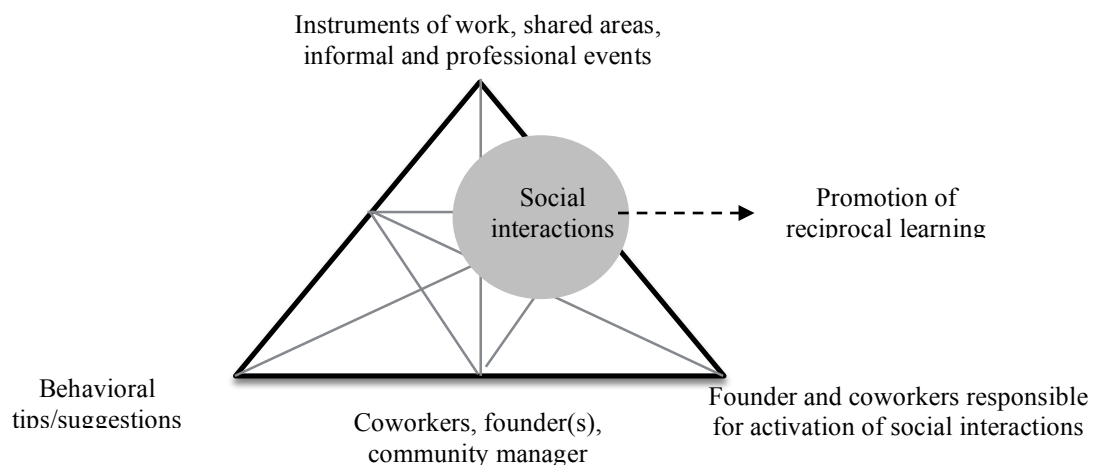 Instruments of work, shared areas,
informal and professional events
Social
interactions
Promotion of
reciprocal learning
Behavioral
tips/suggestions
Coworkers, founder(s),
community manager
Founder and coworkers responsible
for activation of social interactions